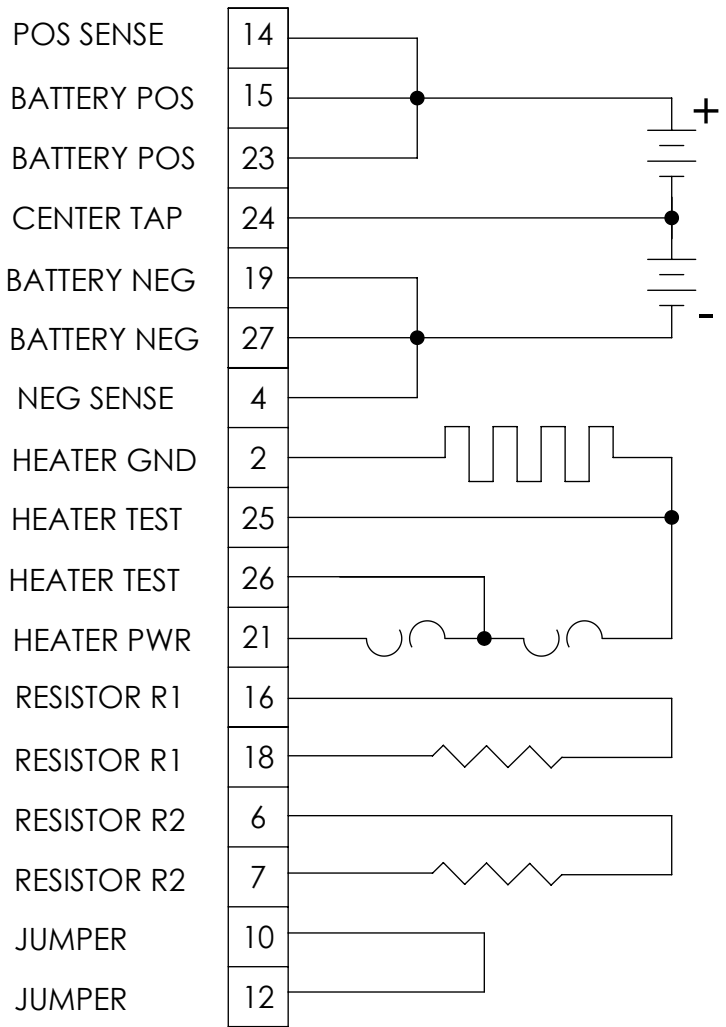 POS SENSE 14
BATTERY POS 15
BATTERY POS 23
CENTER TAP 24
BATTERY NEG 19
BATTERY NEG 27
NEG SENSE 4
HEATER GND 2
HEATER TEST 25
HEATER TEST 26
HEATER PWR 21
RESISTOR R1 16
RESISTOR R1 18
RESISTOR R2 6
RESISTOR R2 7
JUMPER 10
JUMPER 12
+
-